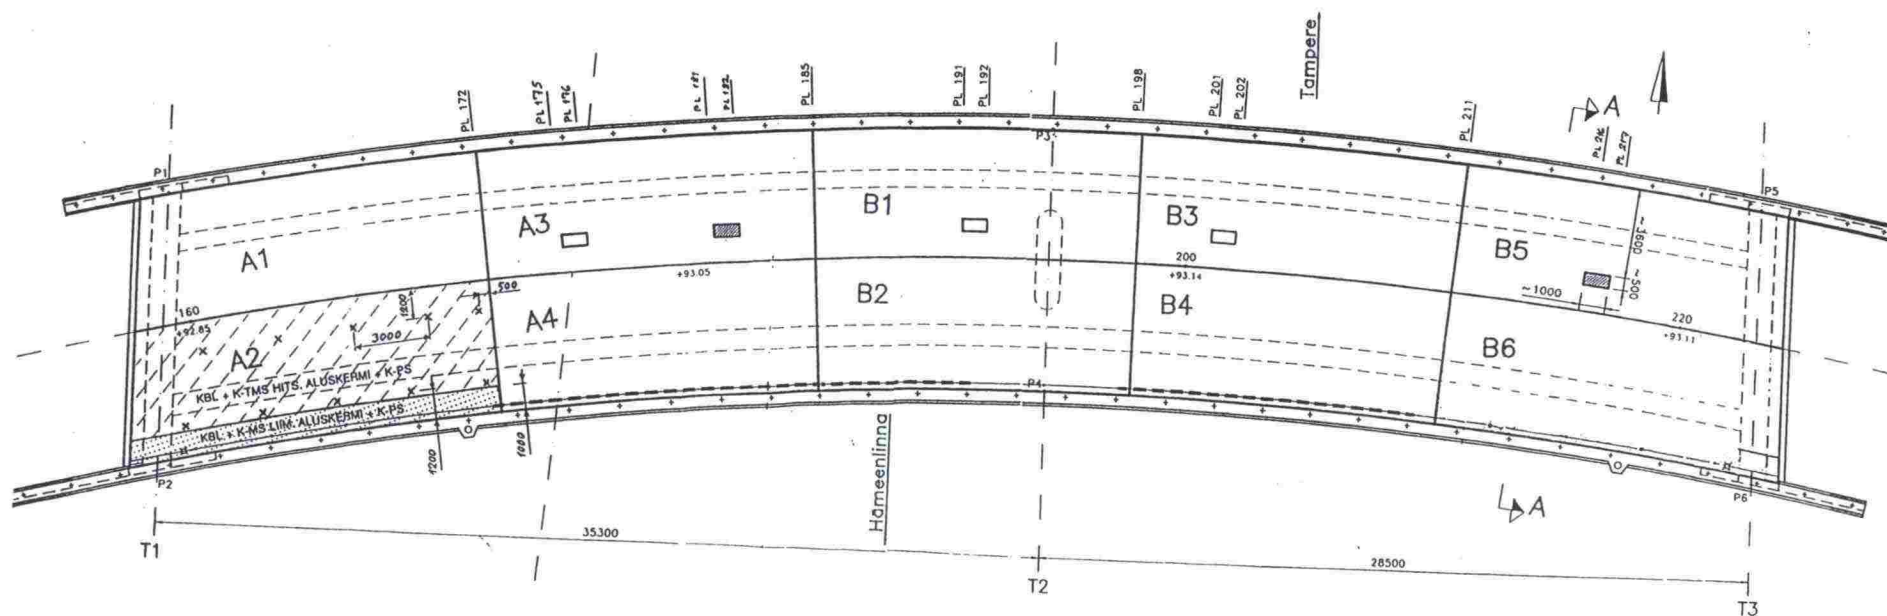 Tampere
PL 172
PL 175
PL 176
PL 181
PL 182
PL 185
PL 191
PL 192
PL 198
PL 201
PL 202
PL 211
PL 216
PL 217
A
P1
P3
P5
A1
A3
B1
B3
B5
~ 1600
~ 500
~ 1000
160
+92.85
+93.05
200
+93.14
220
+93.11
500
1200
3000
A2
A4
B2
B4
B6
KBL + K-TMS HITS. ALUSKERMI + K-PS
KBL + K-MS LIIM. ALUSKERMI + K-PS
1200
1000
P2
P4
P6
Hämeenlinna
A
35300
28500
T1
T2
T3